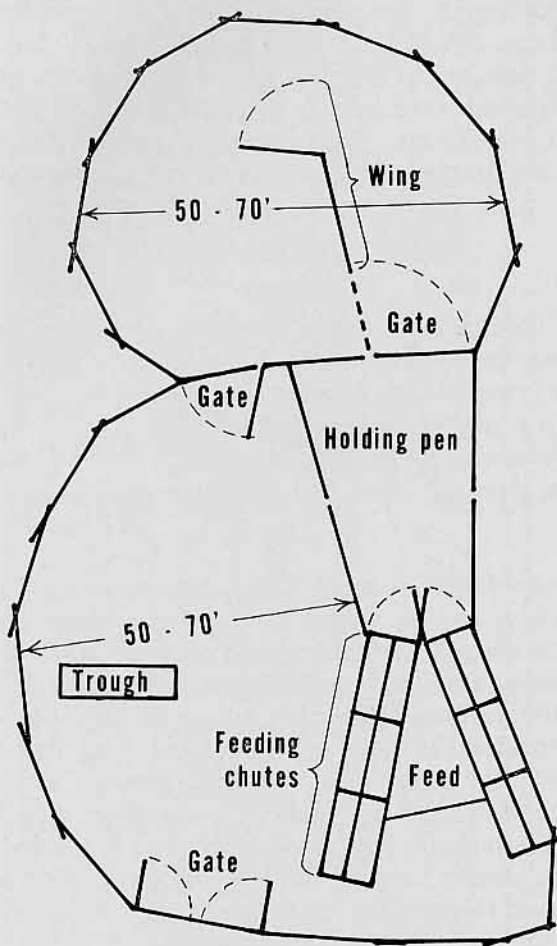 Wing
50 - 70'
Gate
Gate
Holding pen
50 - 70'
Trough
Feeding
chutes
Feed
Gate